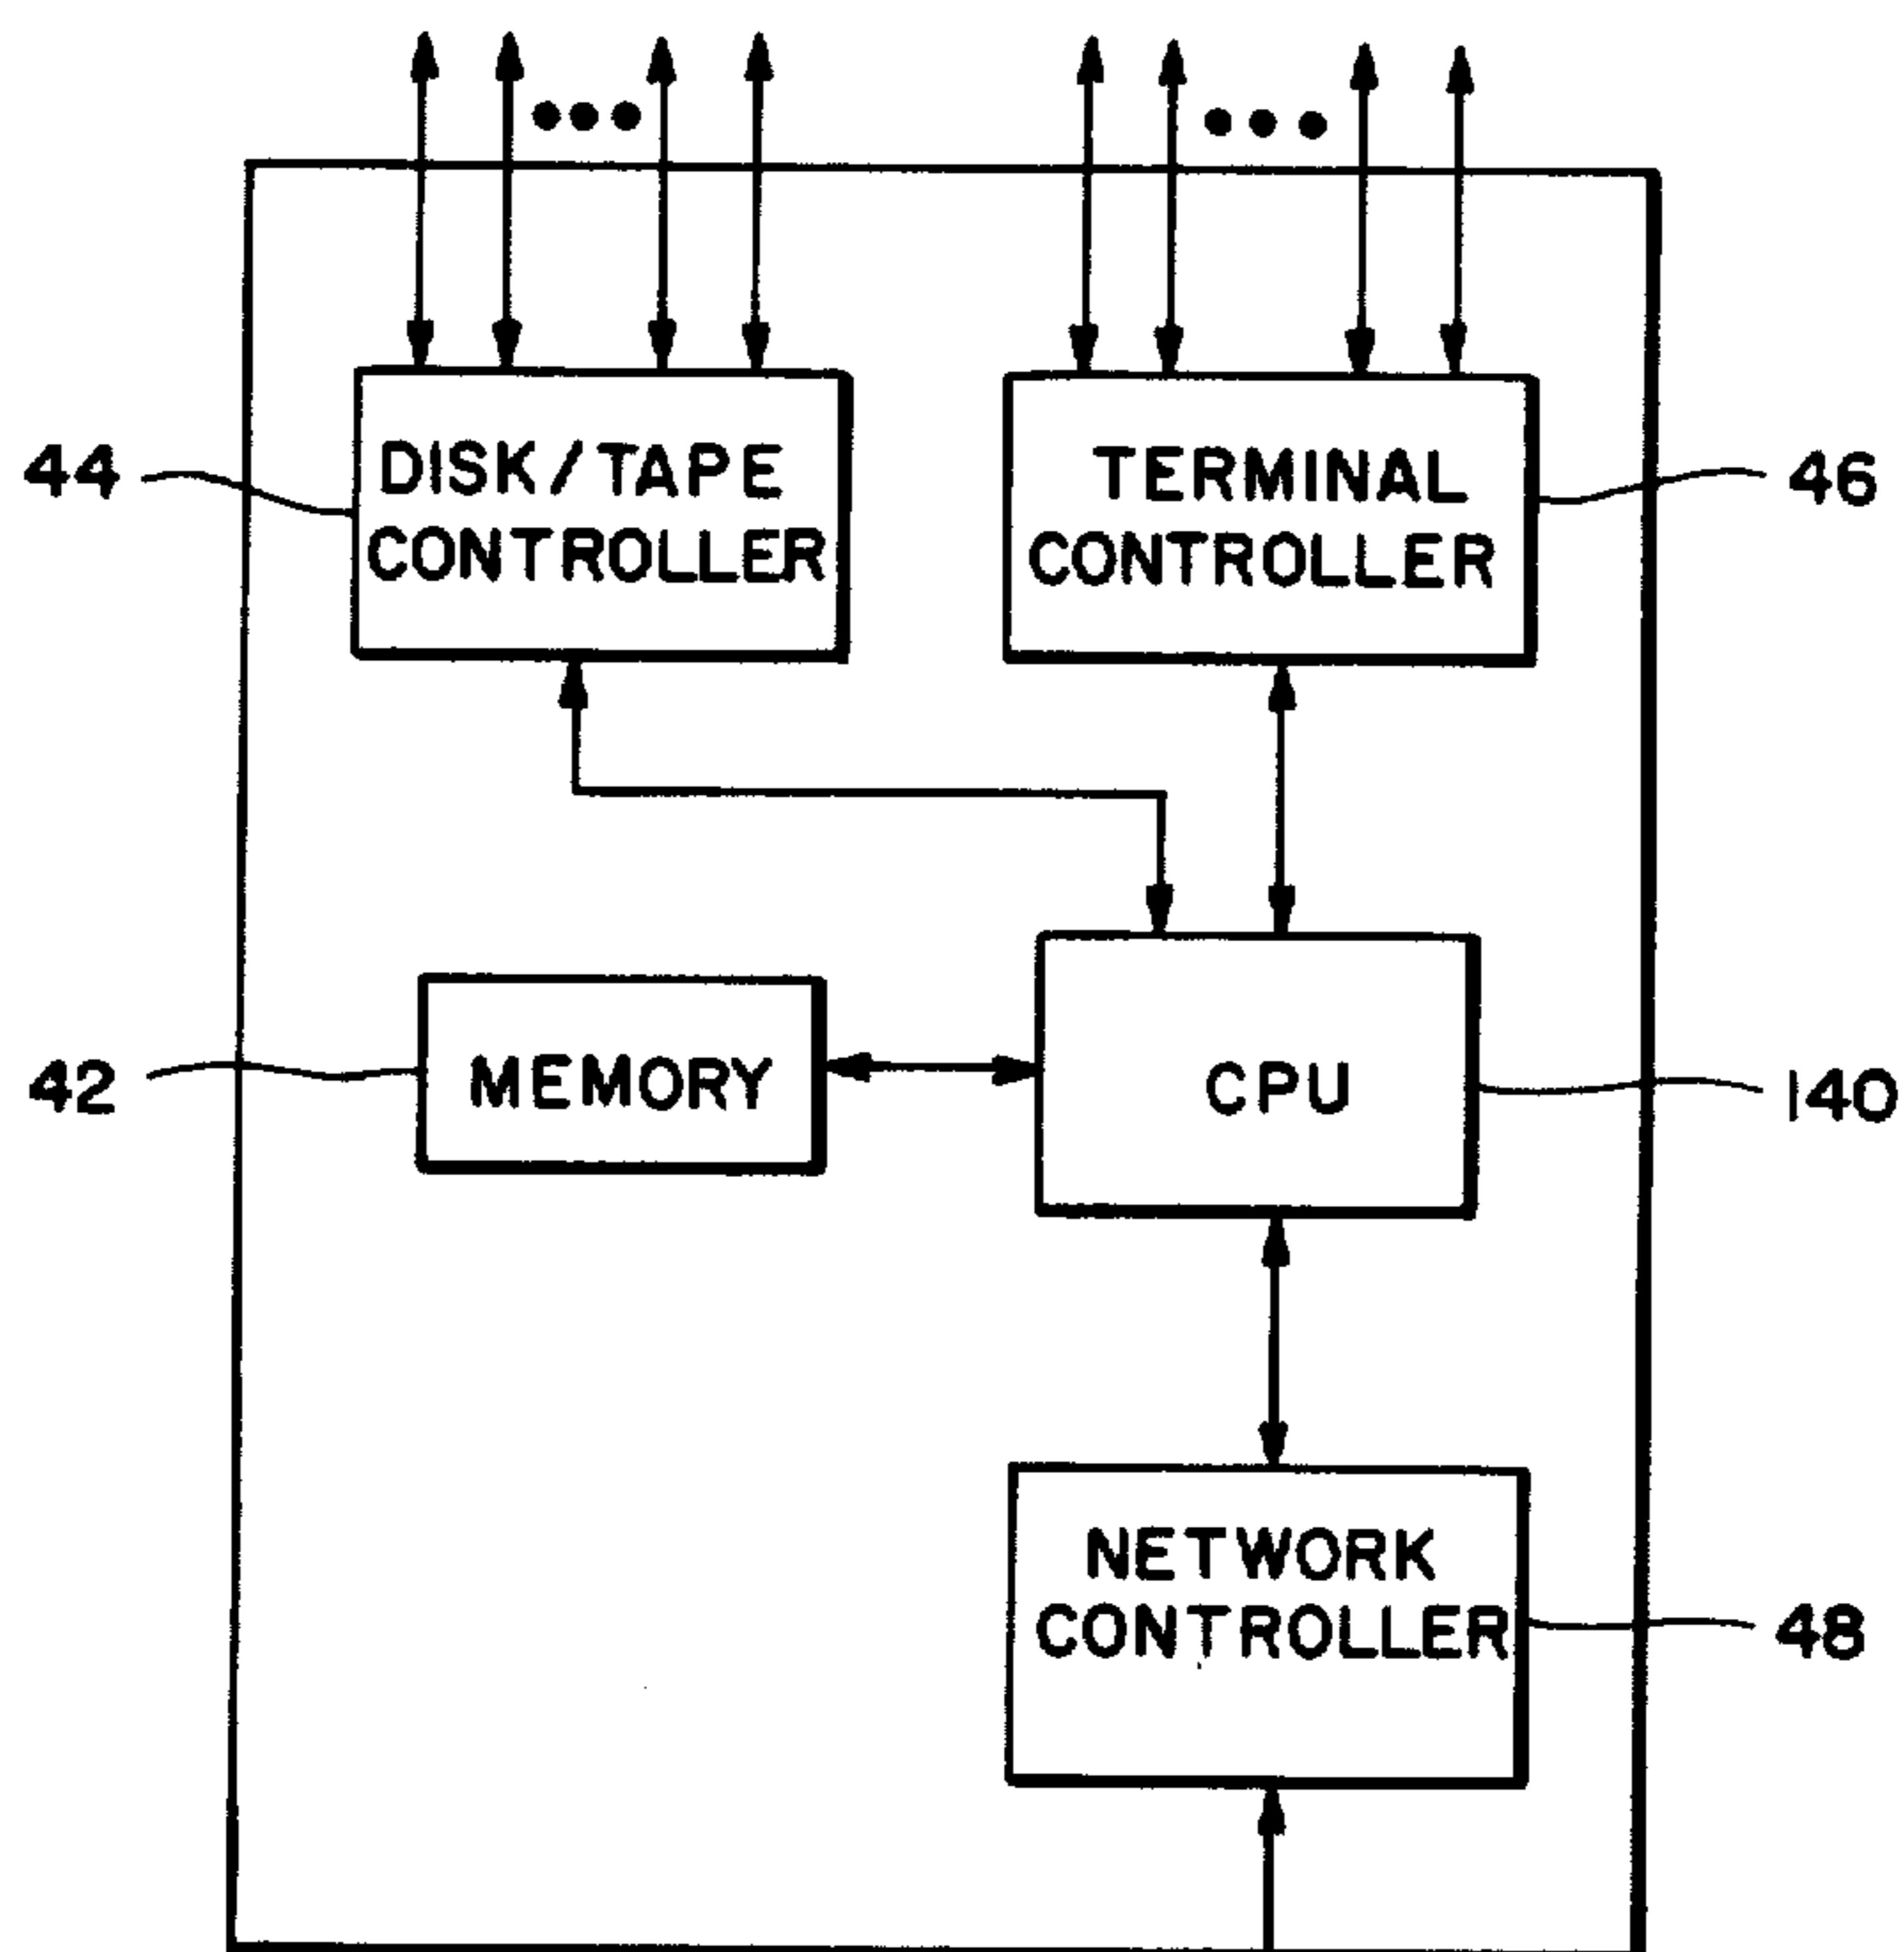 44
DISK/TAPE
CONTROLLER
TERMINAL
CONTROLLER
46
42
MEMORY
CPU
140
NETWORK
CONTROLLER
48